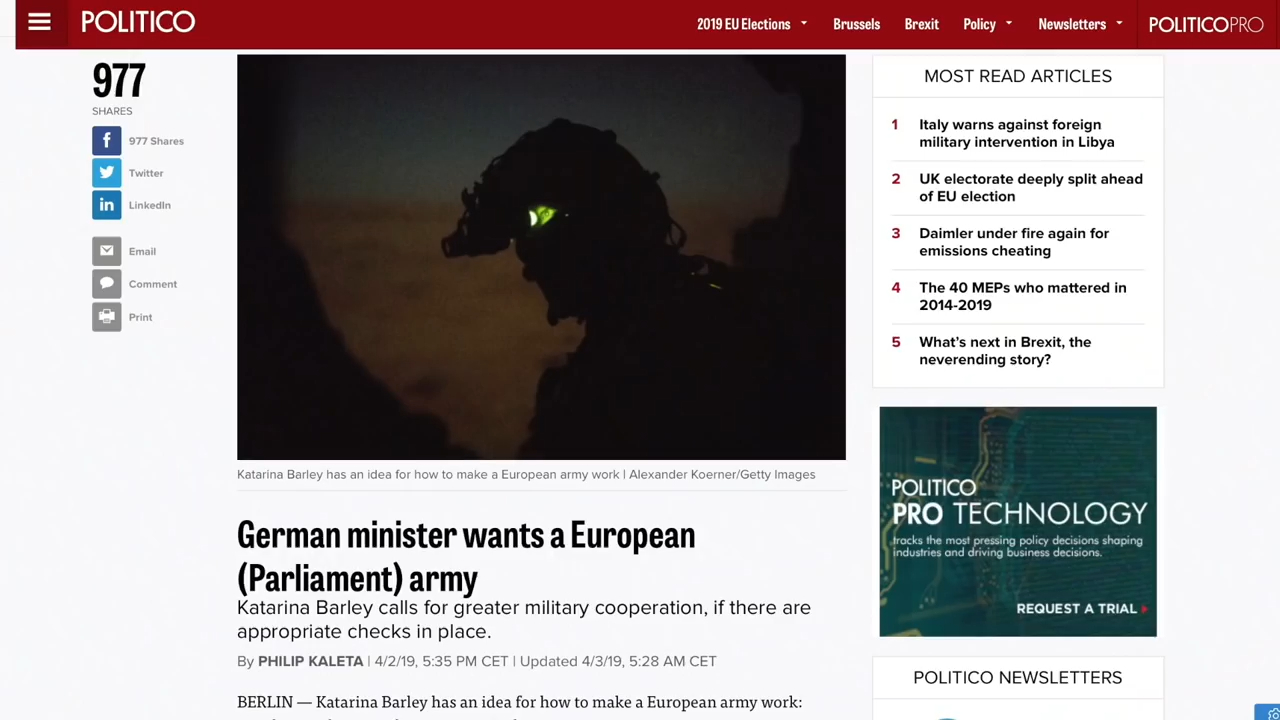 POLITICO
2019 EU Elections
Brussels
Brexit
Policy
Newsletters
POLITICOPRO
977
SHARES
977 Shares
Twitter
LinkedIn
Email
Comment
Print
Katarina Barley has an idea for how to make a European army work | Alexander Koerner/Getty Images
German minister wants a European
(Parliament) army
Katarina Barley calls for greater military cooperation, if there are
appropriate checks in place.
By PHILIP KALETA | 4/2/19, 5:35 PM CET | Updated 4/3/19, 5:28 AM CET
BERLIN — Katarina Barley has an idea for how to make a European army work:
MOST READ ARTICLES
1 Italy warns against foreign
military intervention in Libya
2 UK electorate deeply split ahead
of EU election
3 Daimler under fire again for
emissions cheating
4 The 40 MEPs who mattered in
2014-2019
5 What's next in Brexit, the
neverending story?
POLITICO
PRO TECHNOLOGY
tracks the most pressing policy decisions shaping
industries and driving business decisions.
REQUEST A TRIAL
POLITICO NEWSLETTERS